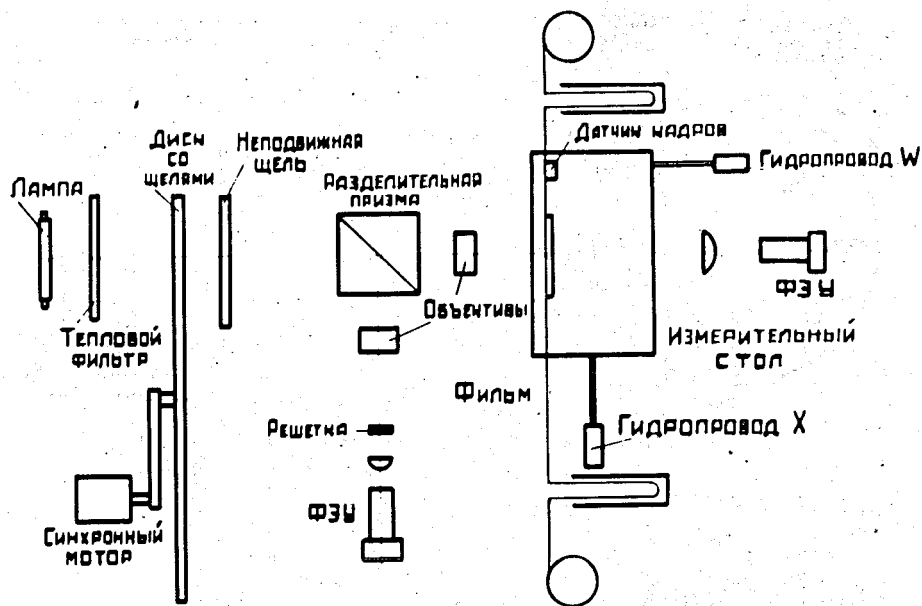 Лампа
Диск
со
щелями
Неподвижная
щель
Разделительная
призма
Датчик кадров
Гидропровод W
Тепловой
фильтр
Объективы
ФЭУ
Измерительный
стол
Фильм
Решетка
Гидропровод X
ФЭУ
Синхронный
мотор